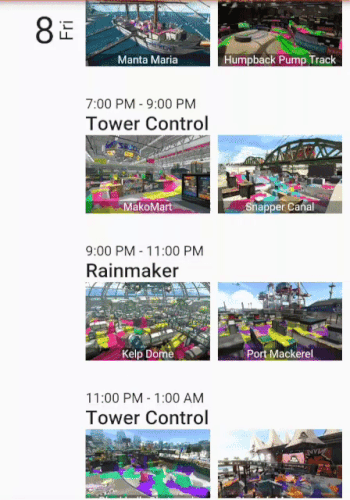 8 Fri
Manta Maria
Humpback Pump Track
7:00 PM - 9:00 PM
Tower Control
MakoMart
Snapper Canal
9:00 PM - 11:00 PM
Rainmaker
Kelp Dome
Port Mackerel
11:00 PM - 1:00 AM
Tower Control